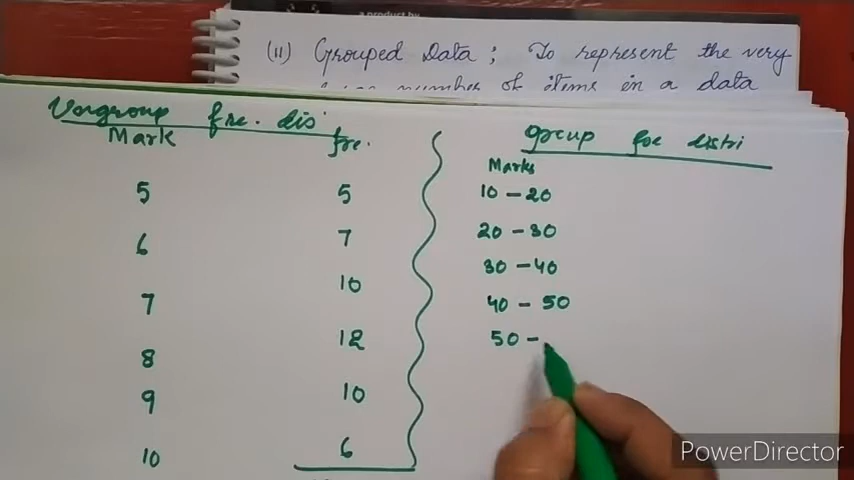 a product by
(11) Grouped Data ; To represent the very
number of items in a data
Ungroup fre. dis.
Mark fre.
5 5
6 7
7 10
8 12
9 10
10 6
group fre distri
Marks
10 - 20
20 - 30
30 - 40
40 - 50
50 -
PowerDirector